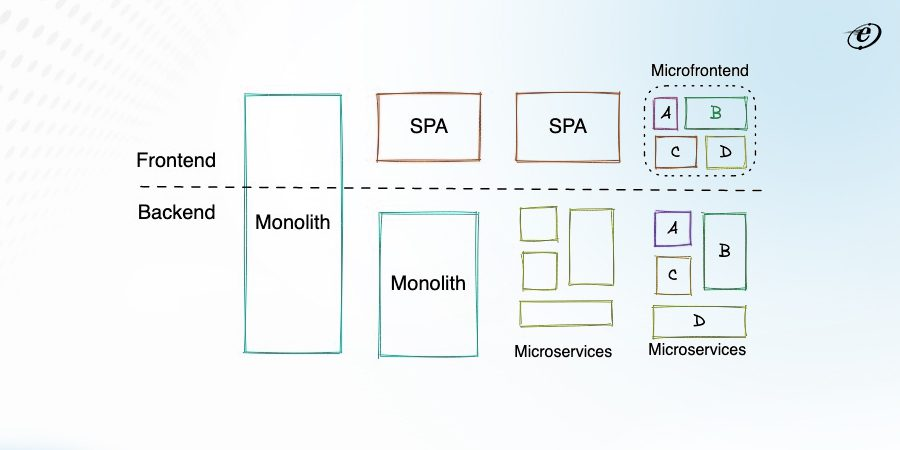 Microfrontend
SPA
SPA
A
B
C
D
Frontend
Backend
Monolith
Monolith
A
B
C
D
Microservices
Microservices
e